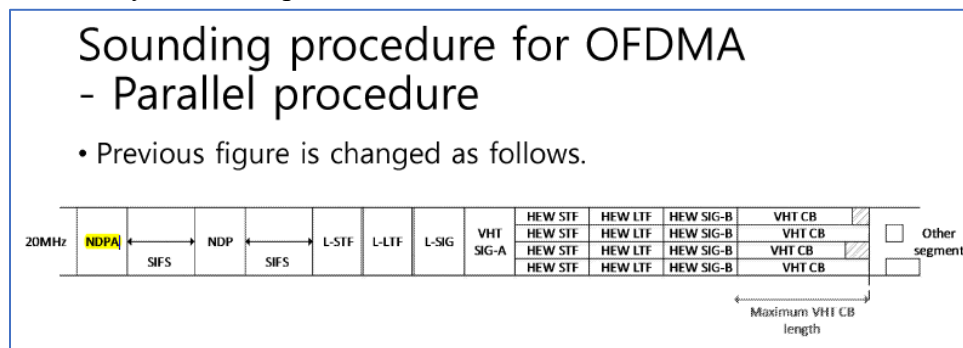 Sounding procedure for OFDMA
- Parallel procedure
• Previous figure is changed as follows.
20MHz NDPA SIFS NDP SIFS L-STF L-LTF L-SIG VHT SIG-A
HEW STF HEW LTF HEW SIG-B VHT CB
HEW STF HEW LTF HEW SIG-B VHT CB
HEW STF HEW LTF HEW SIG-B VHT CB
HEW STF HEW LTF HEW SIG-B VHT CB
Other
segment
Maximum VHT CB
length